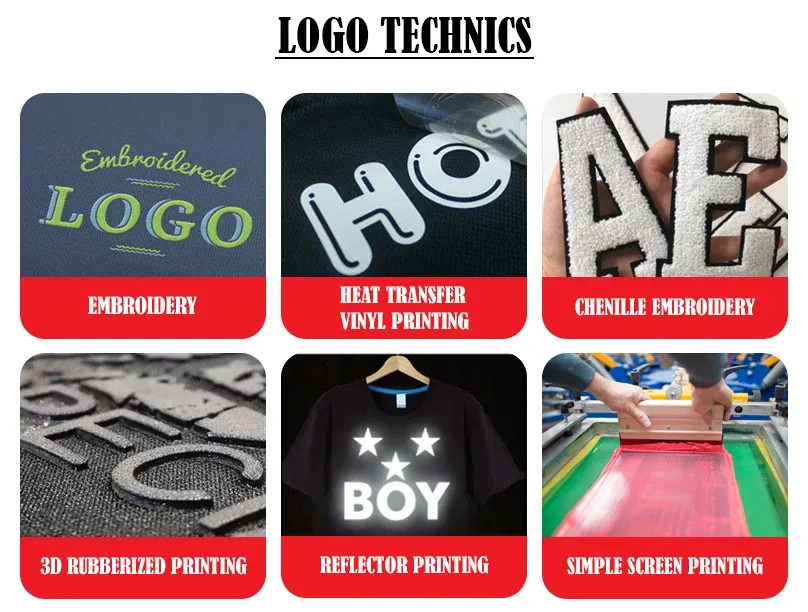 LOGO TECHNICS
Embroidered
LOGO
HO
AE
EMBROIDERY
HEAT TRANSFER
VINYL PRINTING
CHENILLE EMBROIDERY
BOY
3D RUBBERIZED PRINTING
REFLECTOR PRINTING
SIMPLE SCREEN PRINTING